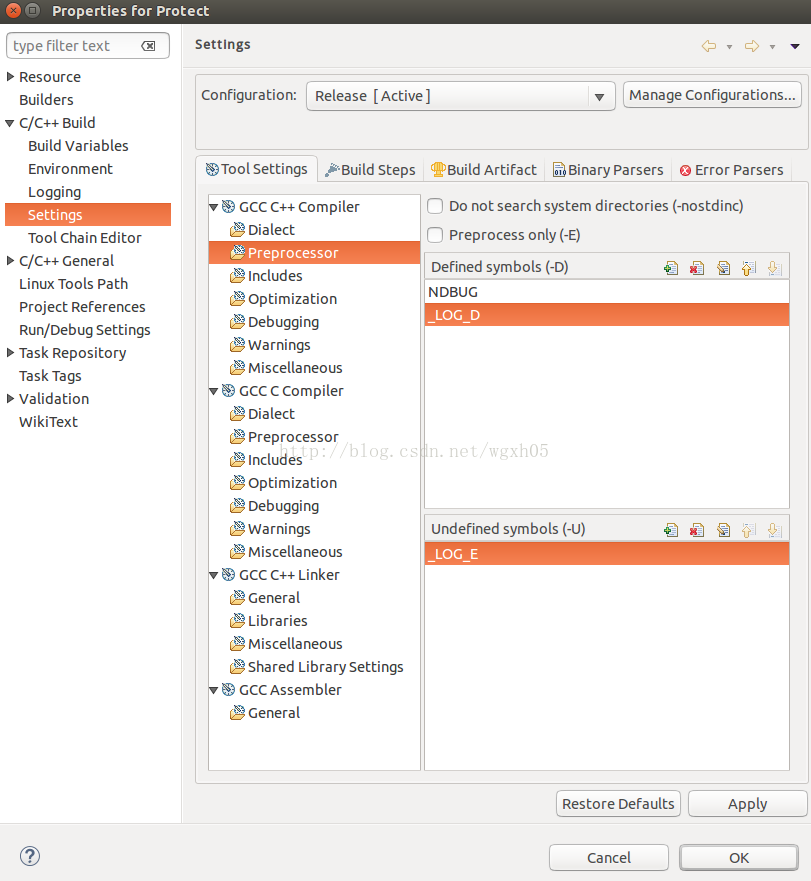 Properties for Protect
type filter text
Resource
Builders
C/C++ Build
Build Variables
Environment
Logging
Settings
Tool Chain Editor
C/C++ General
Linux Tools Path
Project References
Run/Debug Settings
Task Repository
Task Tags
Validation
WikiText
Settings
Configuration:
Release [ Active ]
Manage Configurations...
Tool Settings
Build Steps
Build Artifact
Binary Parsers
Error Parsers
GCC C++ Compiler
Dialect
Preprocessor
Includes
Optimization
Debugging
Warnings
Miscellaneous
GCC C Compiler
Dialect
Preprocessor
Includes
Optimization
Debugging
Warnings
Miscellaneous
GCC C++ Linker
General
Libraries
Miscellaneous
Shared Library Settings
GCC Assembler
General
Do not search system directories (-nostdinc)
Preprocess only (-E)
Defined symbols (-D)
NDBUG
_LOG_D
http://blog.csdn.net/wgxh05
Undefined symbols (-U)
_LOG_E
Restore Defaults
Apply
?
Cancel
OK